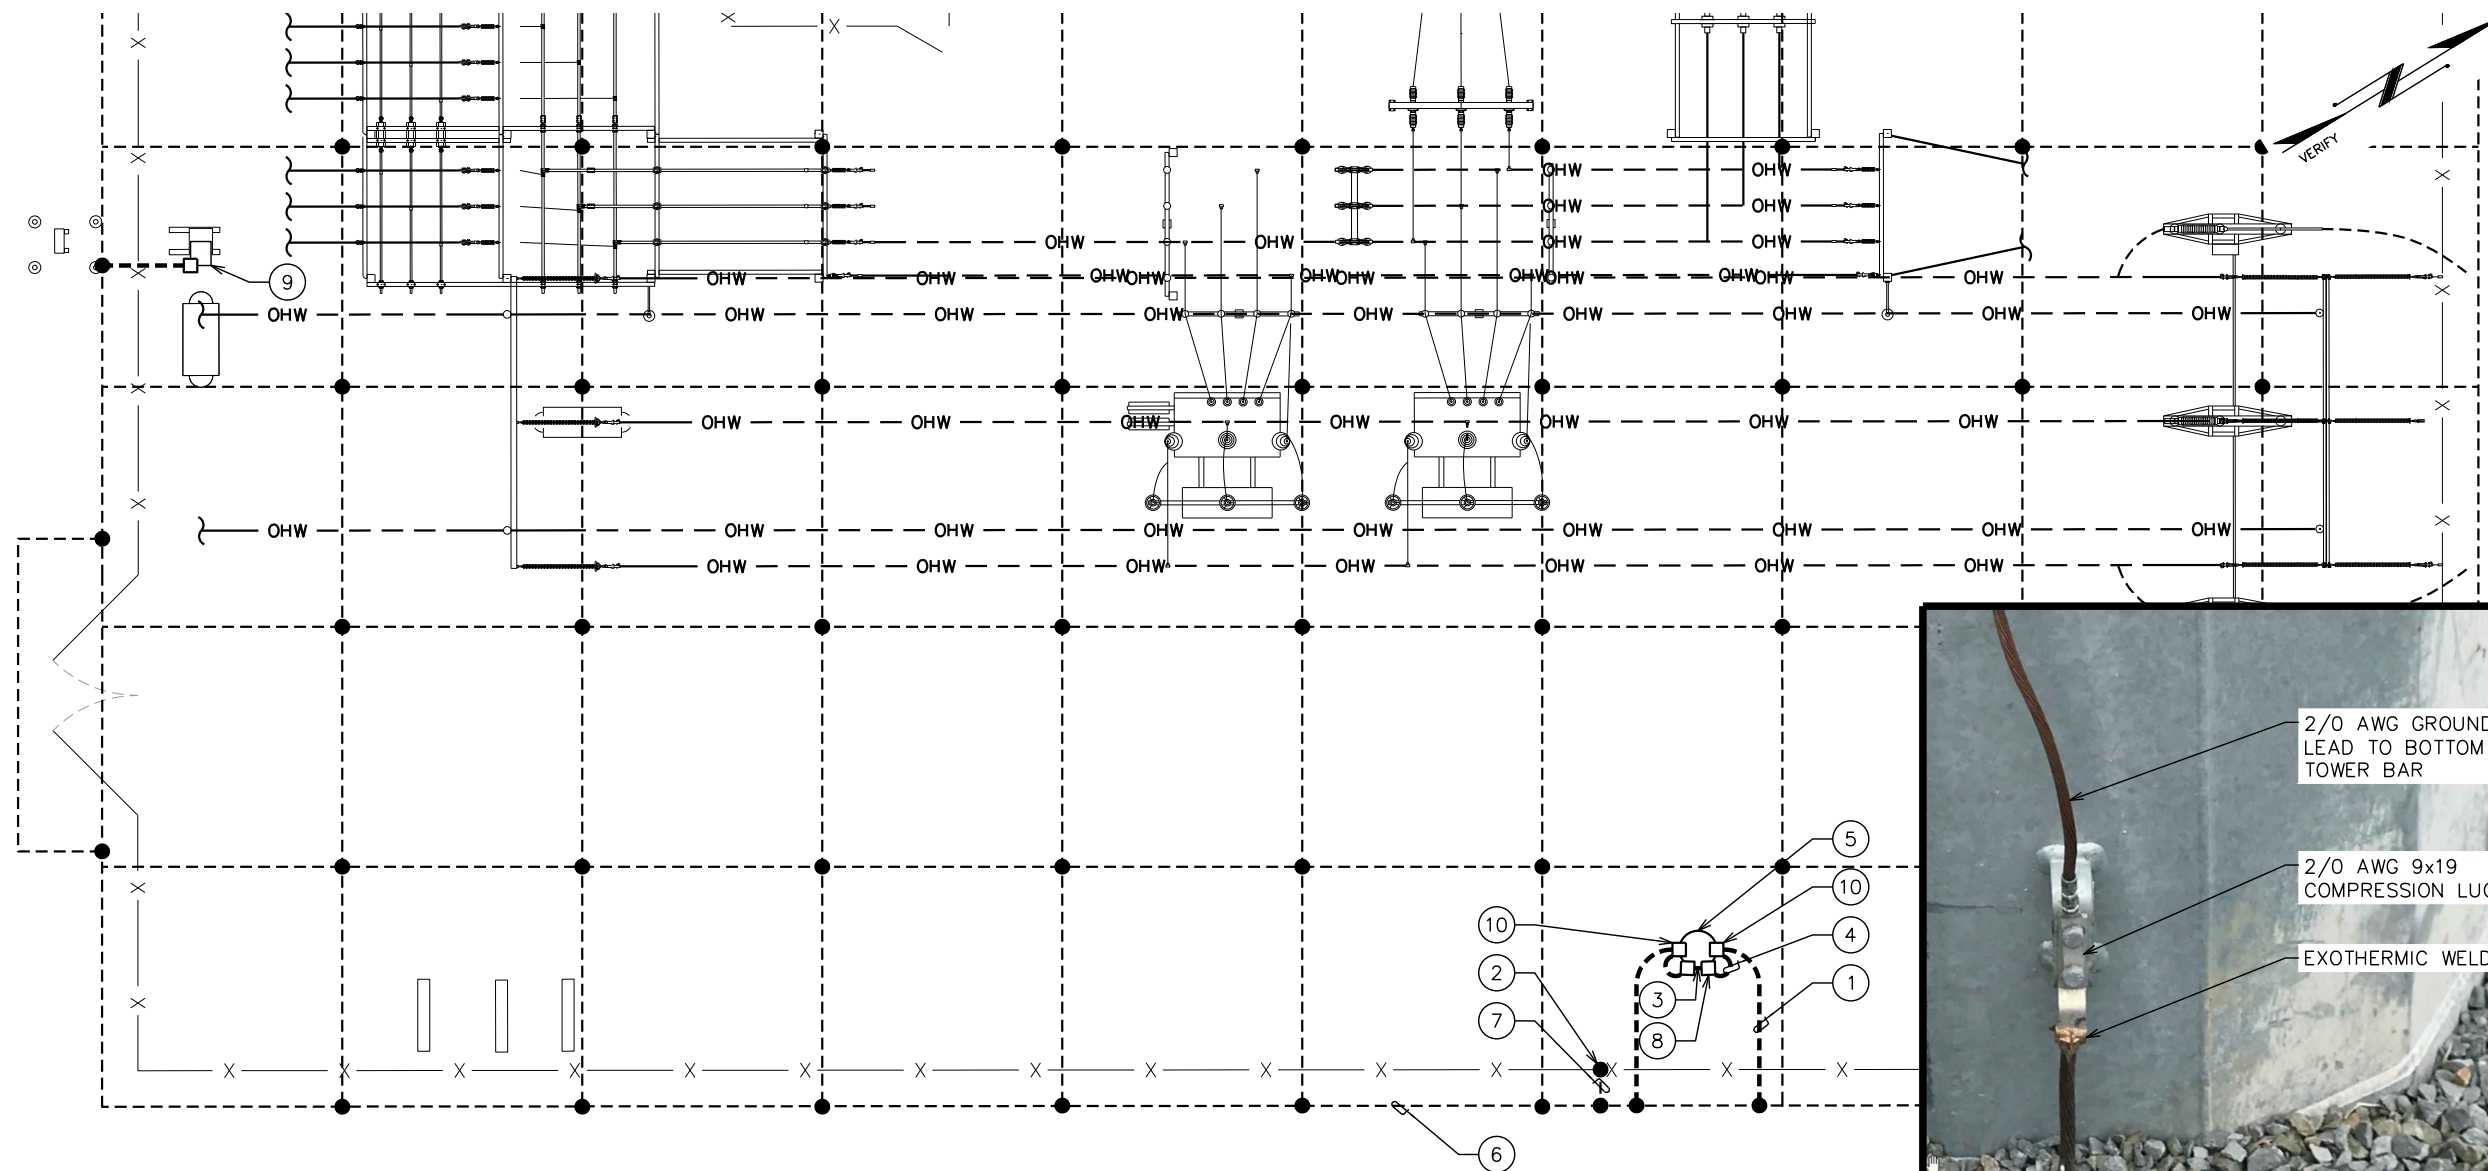 VERIFY
OHW OHW
OHW OHW
OHW OHW OHW OHW
OHW OHW OHW OHW OHW OHW OHW OHW OHW OHW OHW
9
OHW OHW OHW OHW OHW OHW OHW OHW OHW
OHW OHW OHW OHW OHW OHW OHW
OHW OHW OHW OHW OHW OHW OHW OHW OHW
OHW OHW OHW OHW OHW OHW OHW
2/0 AWG GROUND
LEAD TO BOTTOM
TOWER BAR
2/0 AWG 9x19
COMPRESSION LUG
EXOTHERMIC WELD
5
10
10
4
2
1
3
7
8
6